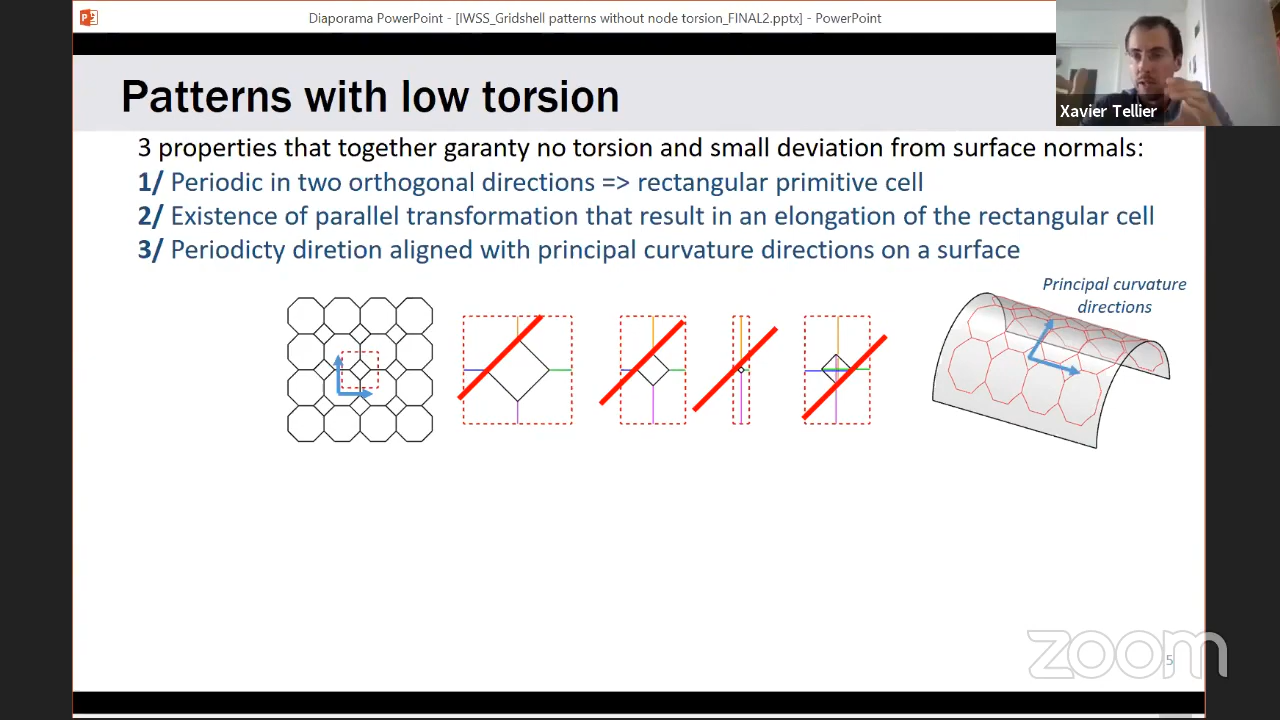 Diaporama PowerPoint - [IWSS_Gridshell patterns without node torsion_FINAL2.pptx] - PowerPoint
Xavier Tellier
Patterns with low torsion
3 properties that together garanty no torsion and small deviation from surface normals:
1/ Periodic in two orthogonal directions => rectangular primitive cell
2/ Existence of parallel transformation that result in an elongation of the rectangular cell
3/ Periodicty diretion aligned with principal curvature directions on a surface
Principal curvature
directions
zoom
5